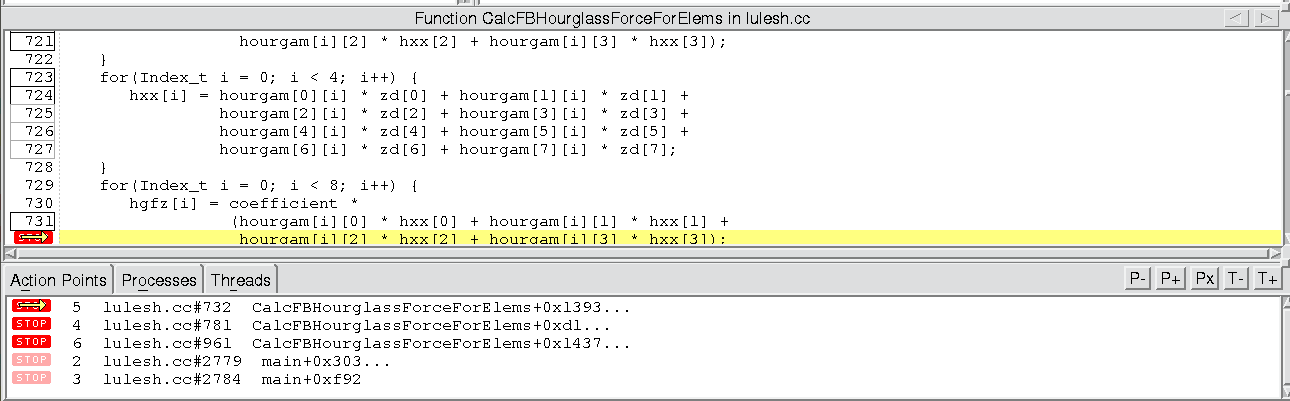 Function CalcFBHourglassForceForElems in lulesh.cc
721 hourgam[i][2] * hxx[2] + hourgam[i][3] * hxx[3]);
722 }
723 for(Index_t i = 0; i < 4; i++) {
724 hxx[i] = hourgam[0][i] * zd[0] + hourgam[1][i] * zd[1] +
725 hourgam[2][i] * zd[2] + hourgam[3][i] * zd[3] +
726 hourgam[4][i] * zd[4] + hourgam[5][i] * zd[5] +
727 hourgam[6][i] * zd[6] + hourgam[7][i] * zd[7];
728 }
729 for(Index_t i = 0; i < 8; i++) {
730 hgfz[i] = coefficient *
731 (hourgam[i][0] * hxx[0] + hourgam[i][1] * hxx[1] +
hourgam[i][2] * hxx[2] + hourgam[i][3] * hxx[3]);
Action Points Processes Threads P- P+ Px T- T+
5 lulesh.cc#732 CalcFBHourglassForceForElems+0x1393...
STOP 4 lulesh.cc#781 CalcFBHourglassForceForElems+0xd1...
STOP 6 lulesh.cc#961 CalcFBHourglassForceForElems+0x1437...
STOP 2 lulesh.cc#2779 main+0x303...
STOP 3 lulesh.cc#2784 main+0xf92